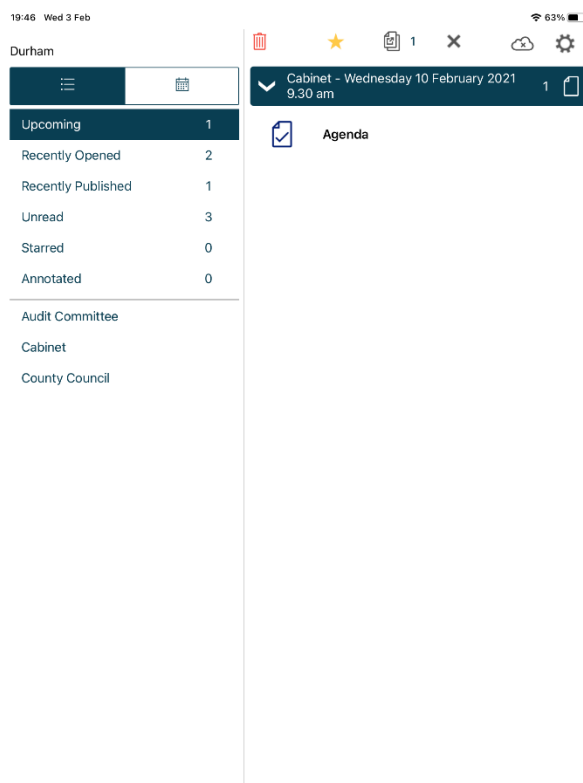 19:46 Wed 3 Feb
63%
Durham
1
Cabinet - Wednesday 10 February 2021
9.30 am
1
Agenda
Upcoming 1
Recently Opened 2
Recently Published 1
Unread 3
Starred 0
Annotated 0
Audit Committee
Cabinet
County Council